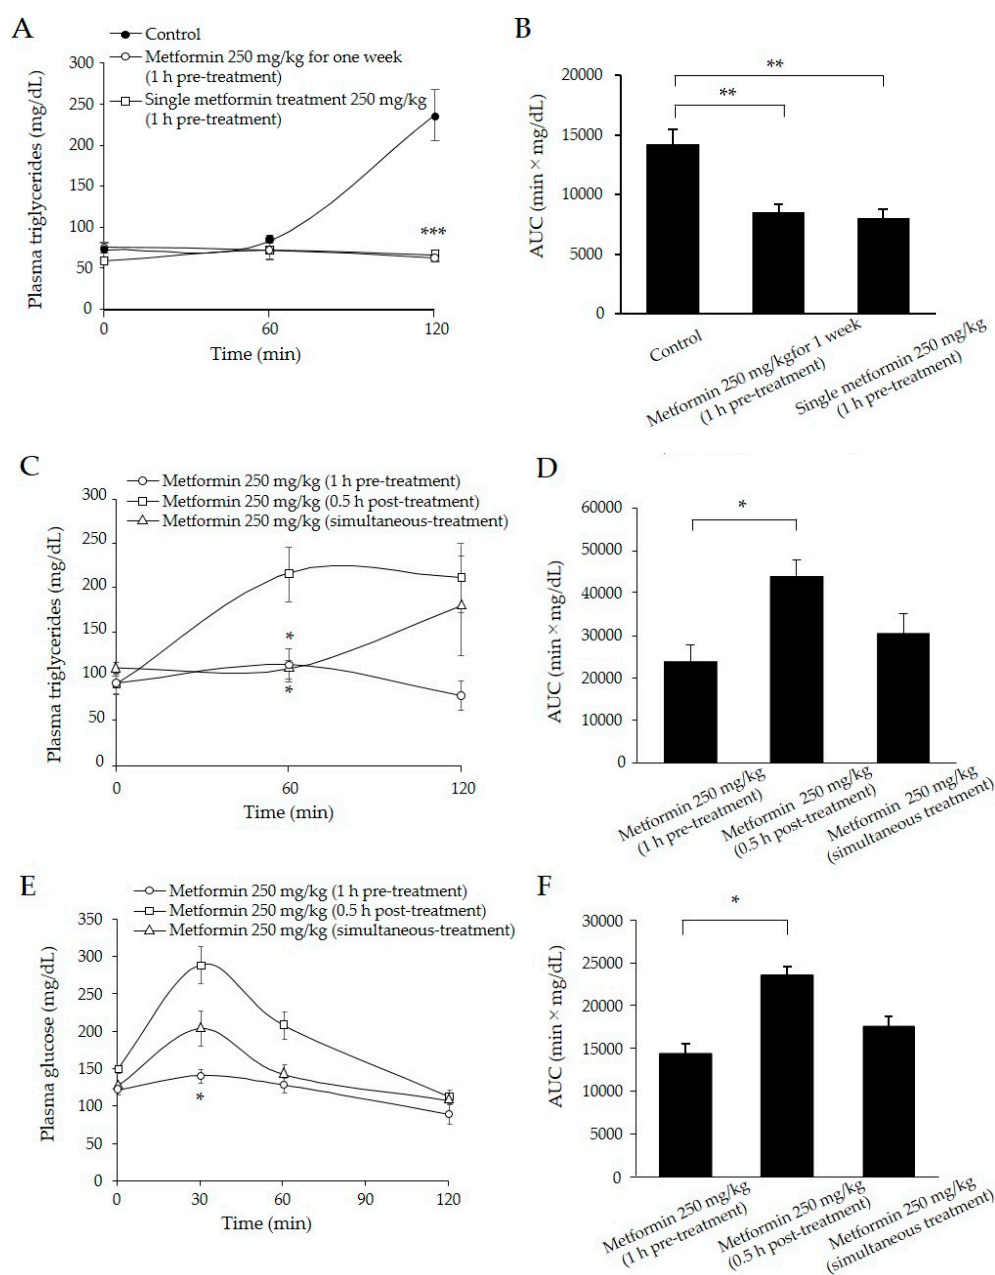 A
Control
Metformin 250 mg/kg for one week
(1 h pre-treatment)
Single metformin treatment 250 mg/kg
(1 h pre-treatment)
Plasma triglycerides (mg/dL)
300
250
200
150
100
50
0
***
0
60
120
Time (min)
B
**
**
AUC (min × mg/dL)
20000
15000
10000
5000
0
Control
Metformin 250 mg/kgfor 1 week
(1 h pre-treatment)
Single metformin 250 mg/kg
(1 h pre-treatment)
C
Metformin 250 mg/kg (1 h pre-treatment)
Metformin 250 mg/kg (0.5 h post-treatment)
Metformin 250 mg/kg (simultaneous-treatment)
Plasma triglycerides (mg/dL)
300
250
200
150
100
50
0
*
*
0
60
120
Time (min)
D
*
AUC (min × mg/dL)
60000
50000
40000
30000
20000
10000
0
Metformin 250 mg/kg
(1 h pre-treatment)
Metformin 250 mg/kg
(0.5 h post-treatment)
Metformin 250 mg/kg
(simultaneous treatment)
E
Metformin 250 mg/kg (1 h pre-treatment)
Metformin 250 mg/kg (0.5 h post-treatment)
Metformin 250 mg/kg (simultaneous-treatment)
Plasma glucose (mg/dL)
350
300
250
200
150
100
50
0
*
0
30
60
90
120
Time (min)
F
*
AUC (min × mg/dL)
30000
25000
20000
15000
10000
5000
0
Metformin 250 mg/kg
(1 h pre-treatment)
Metformin 250 mg/kg
(0.5 h post-treatment)
Metformin 250 mg/kg
(simultaneous treatment)